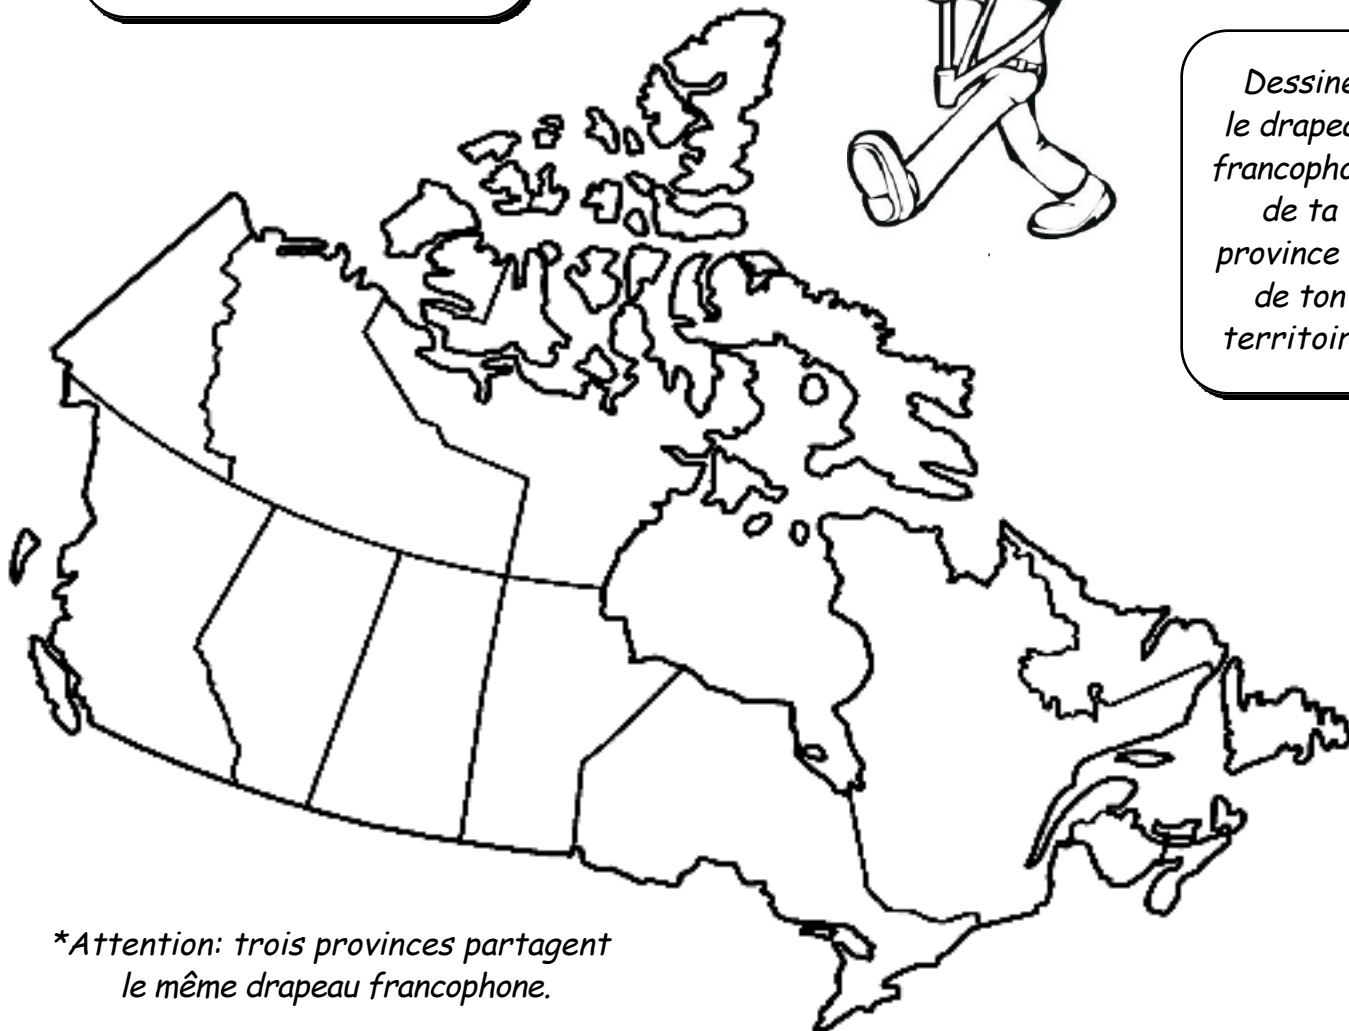 Dessine
le drapea
francopho
de ta
province
de ton
territoir
*Attention: trois provinces partagent
le même drapeau francophone.